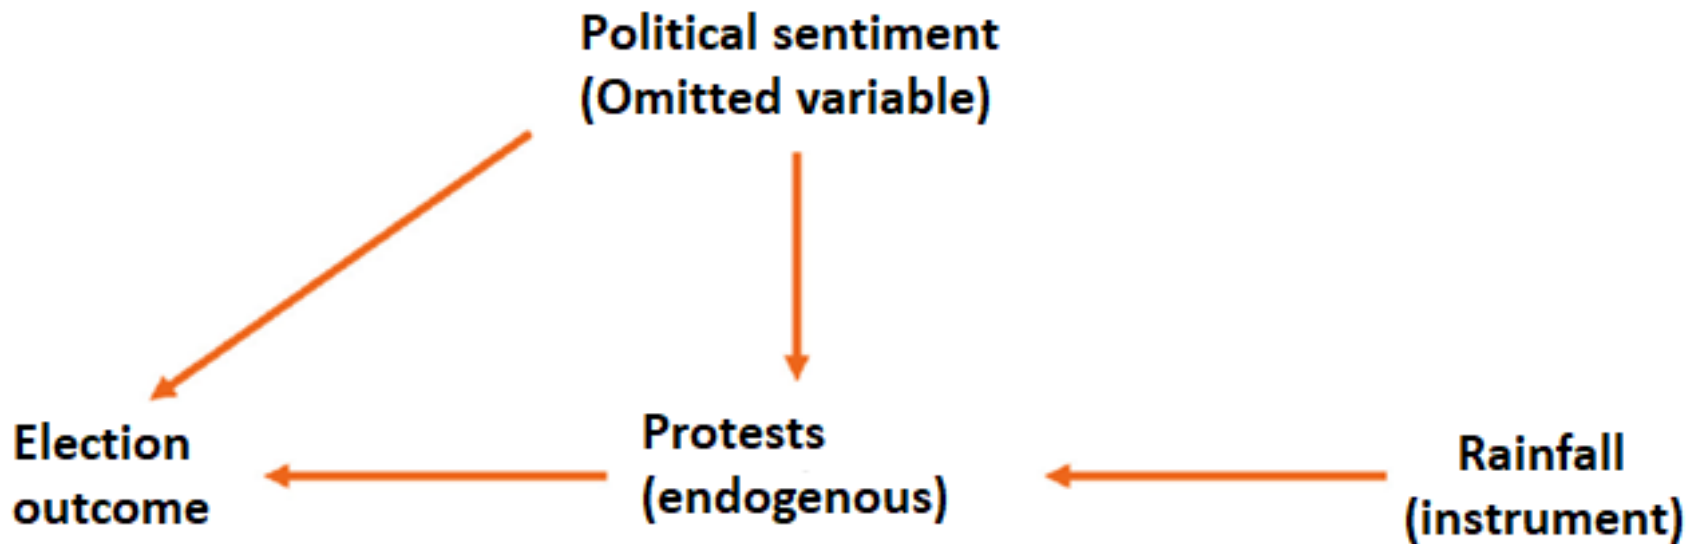 Political sentiment
(Omitted variable)
Election
outcome
Protests
(endogenous)
Rainfall
(instrument)